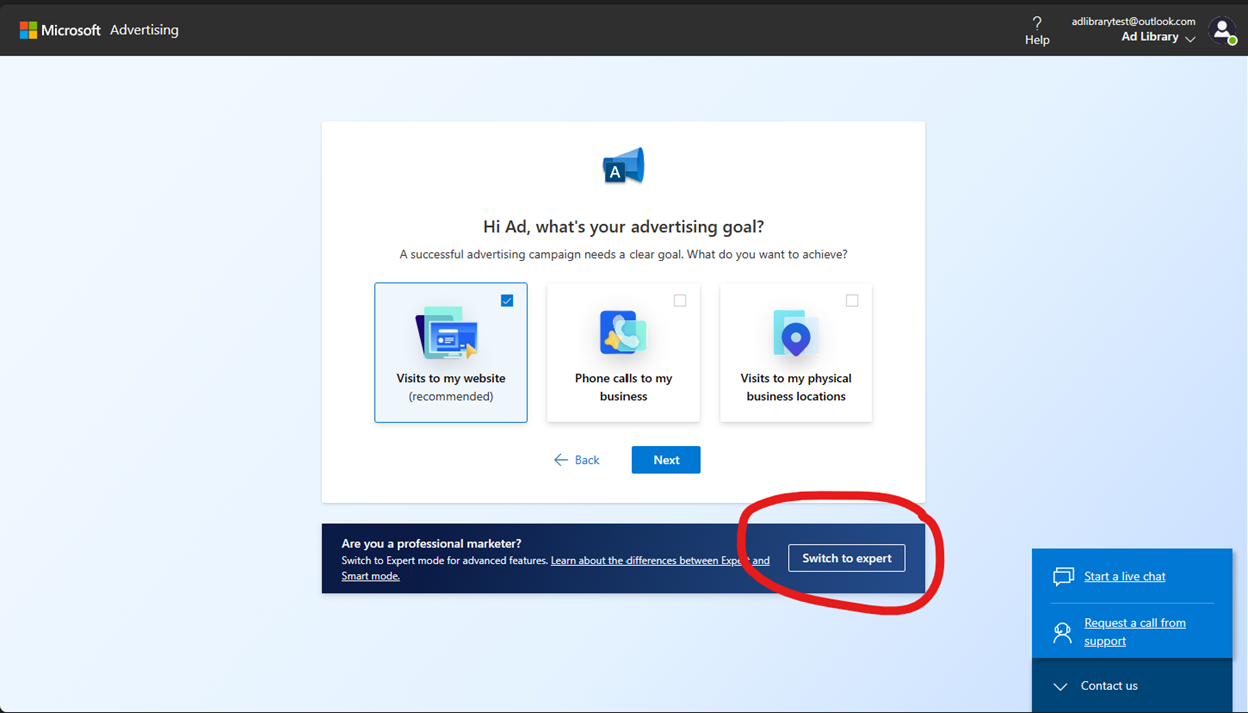 Microsoft Advertising
?
Help
adlibrarytest@outlook.com
Ad Library
A
Hi Ad, what's your advertising goal?
A successful advertising campaign needs a clear goal. What do you want to achieve?
Visits to my website
(recommended)
Phone calls to my
business
Visits to my physical
business locations
Back
Next
Are you a professional marketer?
Switch to Expert mode for advanced features. Learn about the differences between Expert and
Smart mode.
Switch to expert
Start a live chat
Request a call from
support
Contact us